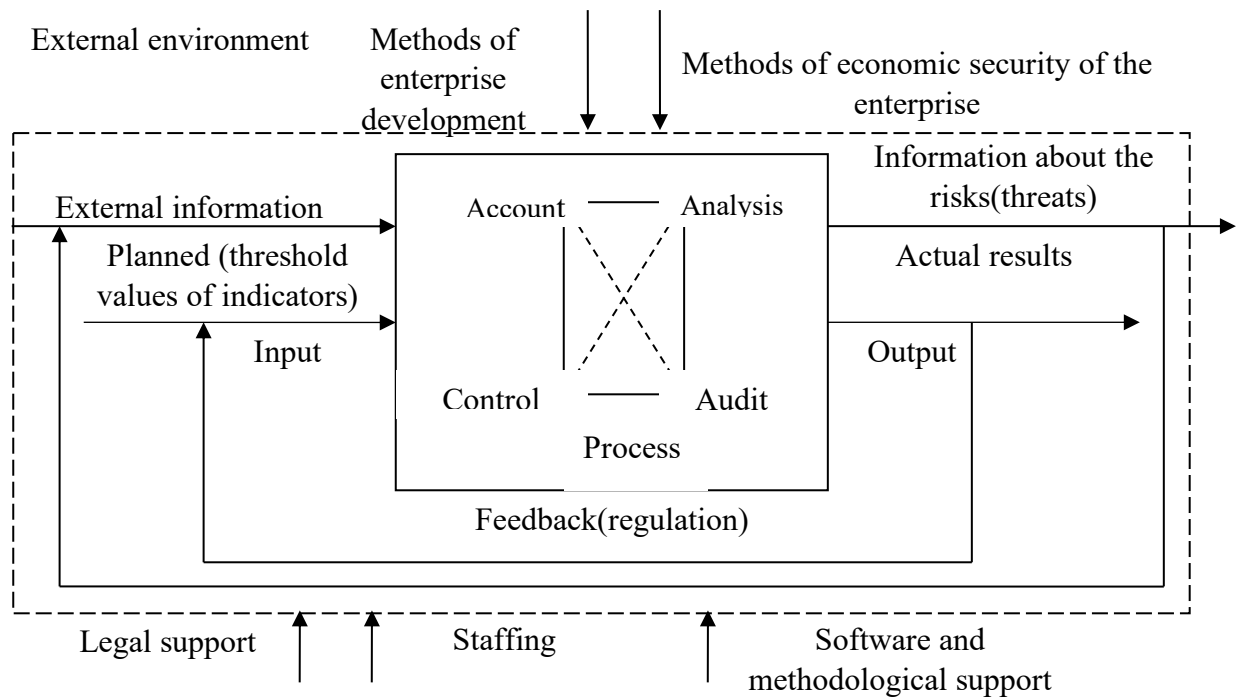 External environment
Methods of
enterprise
development
Methods of economic security of the
enterprise
Information about the
risks(threats)
External information
Account
Analysis
Planned (threshold
values of indicators)
Actual results
Input
Output
Control
Audit
Process
Feedback(regulation)
Legal support
Staffing
Software and
methodological support